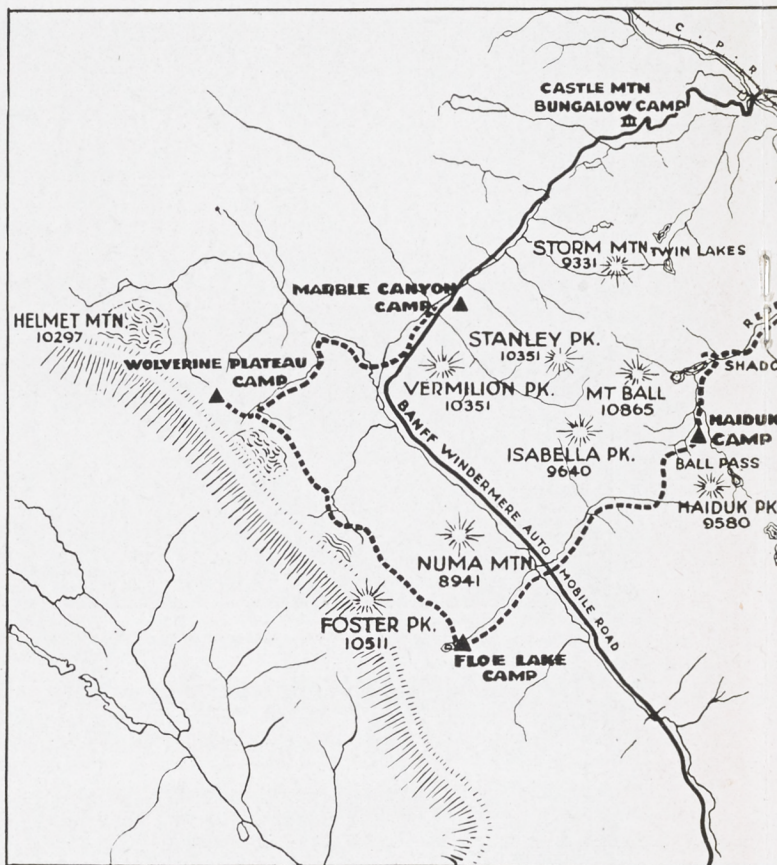 C. P. R
CASTLE MTN
BUNGALOW CAMP
STORM MTN
9331
TWIN LAKES
MARBLE CANYON
CAMP
HELMET MTN.
10297
STANLEY PK.
10351
WOLVERINE PLATEAU
CAMP
VERMILION PK.
10351
MT BALL
10865
RE
SHADO
HAIDUK
CAMP
ISABELLA PK.
9640
BALL PASS
HAIDUK PK
9580
BANFF WINDERMERE AUTOMOBILE ROAD
NUMA MTN
8941
FOSTER PK.
10511
FLOE LAKE
CAMP